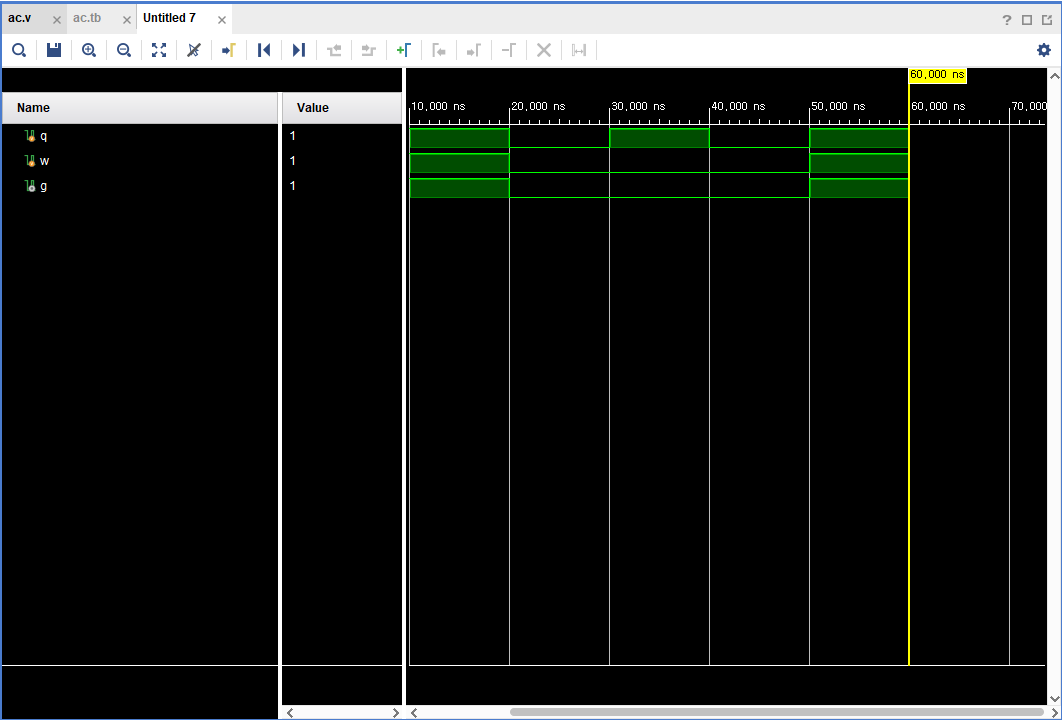 ac.v ac.tb Untitled 7
60,000 ns
Name Value
10,000 ns 20,000 ns 30,000 ns 40,000 ns 50,000 ns 60,000 ns 70,000
q 1
w 1
g 1